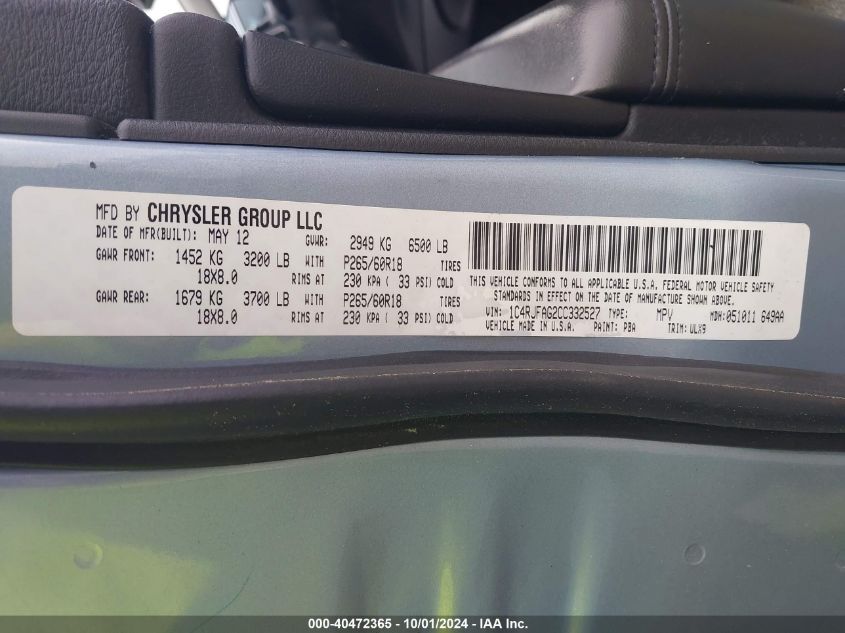 MFD BY CHRYSLER GROUP LLC
DATE OF MFR(BUILT): MAY 12 GVWR: 2949 KG 6500 LB
GAWR FRONT: 1452 KG 3200 LB WITH P265/60R18 TIRES
18X8.0 RIMS AT 230 KPA ( 33 PSI) COLD
GAWR REAR: 1679 KG 3700 LB WITH P265/60R18 TIRES
18X8.0 RIMS AT 230 KPA ( 33 PSI) COLD
THIS VEHICLE CONFORMS TO ALL APPLICABLE U.S.A. FEDERAL MOTOR VEHICLE SAFETY
STANDARDS IN EFFECT ON THE DATE OF MANUFACTURE SHOWN ABOVE.
VIN: 1C4RJFAG2CC332527 TYPE: MPV MDH: 051011 649AA
VEHICLE MADE IN U.S.A. PAINT: PBA TRIM: ULX9
000-40472365 - 10/01/2024 - IAA Inc.